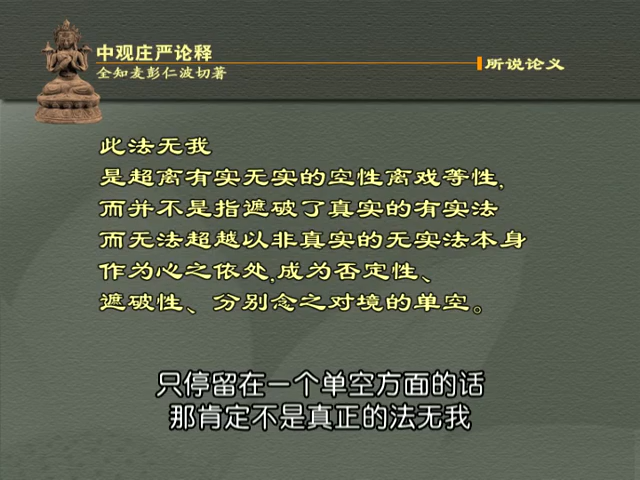 中观庄严论释
全知麦彭仁波切著
所说论义
此法无我
是超离有实无实的空性离戏等性,
而并不是指遮破了真实的有实法
而无法超越以非真实的无实法本身
作为心之依处,成为否定性、
遮破性、分别念之对境的单空。
只停留在一个单空方面的话
那肯定不是真正的法无我